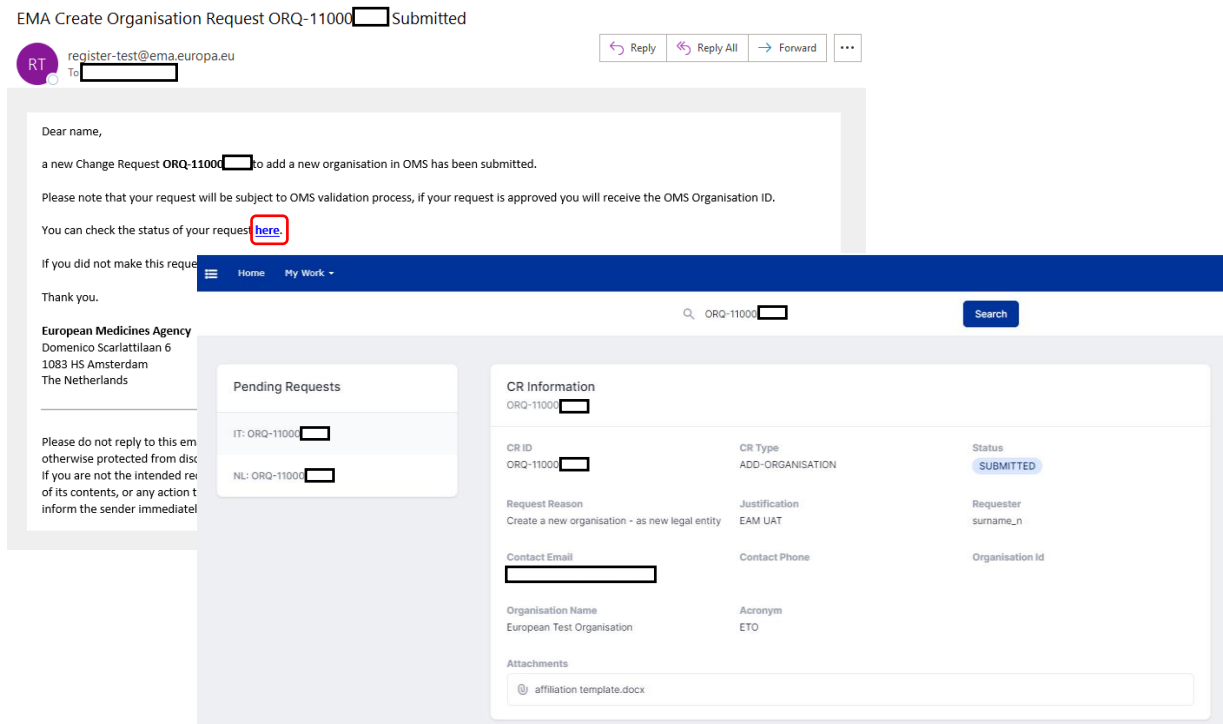 EMA Create Organisation Request ORQ-11000 Submitted
RT
register-test@ema.europa.eu
To
Reply
Reply All
Forward
Dear name,
a new Change Request ORQ-11000 to add a new organisation in OMS has been submitted.
Please note that your request will be subject to OMS validation process, if your request is approved you will receive the OMS Organisation ID.
You can check the status of your request here.
If you did not make this reque
Thank you.
European Medicines Agency
Domenico Scarlattilaan 6
1083 HS Amsterdam
The Netherlands
Please do not reply to this em
otherwise protected from disc
If you are not the intended re
of its contents, or any action t
inform the sender immediatel
Home My Work
ORQ-11000
Search
Pending Requests
IT: ORQ-11000
NL: ORQ-11000
CR Information
ORQ-11000
CR ID CR Type Status
ORQ-11000 ADD-ORGANISATION SUBMITTED
Request Reason Justification Requester
Create a new organisation - as new legal entity EAM UAT surname_n
Contact Email Contact Phone Organisation Id
Organisation Name Acronym
European Test Organisation ETO
Attachments
affiliation template.docx